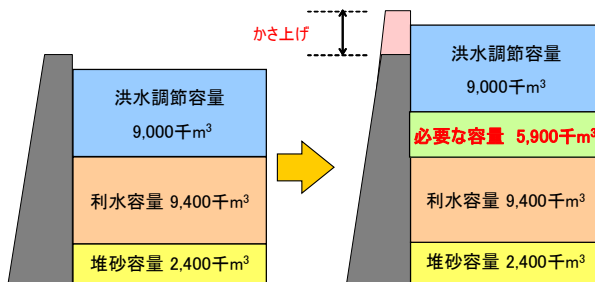 洪水調節容量
9,000千m³
利水容量 9,400千m³
堆砂容量 2,400千m³
かさ上げ
洪水調節容量
9,000千m³
必要な容量 5,900千m³
利水容量 9,400千m³
堆砂容量 2,400千m³